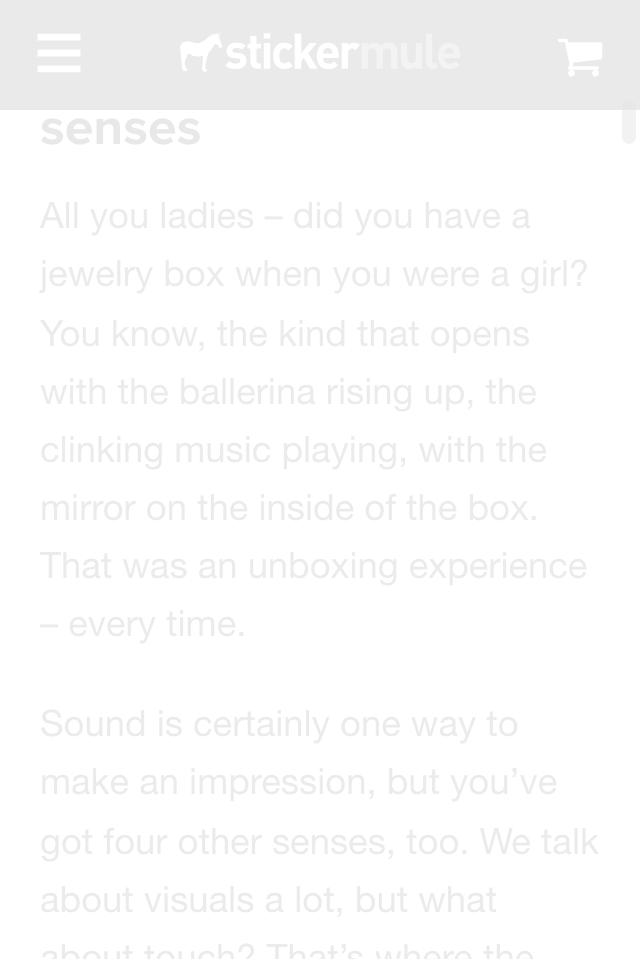 stickermule
senses
All you ladies – did you have a
jewelry box when you were a girl?
You know, the kind that opens
with the ballerina rising up, the
clinking music playing, with the
mirror on the inside of the box.
That was an unboxing experience
– every time.
Sound is certainly one way to
make an impression, but you’ve
got four other senses, too. We talk
about visuals a lot, but what
about touch? That’s where the